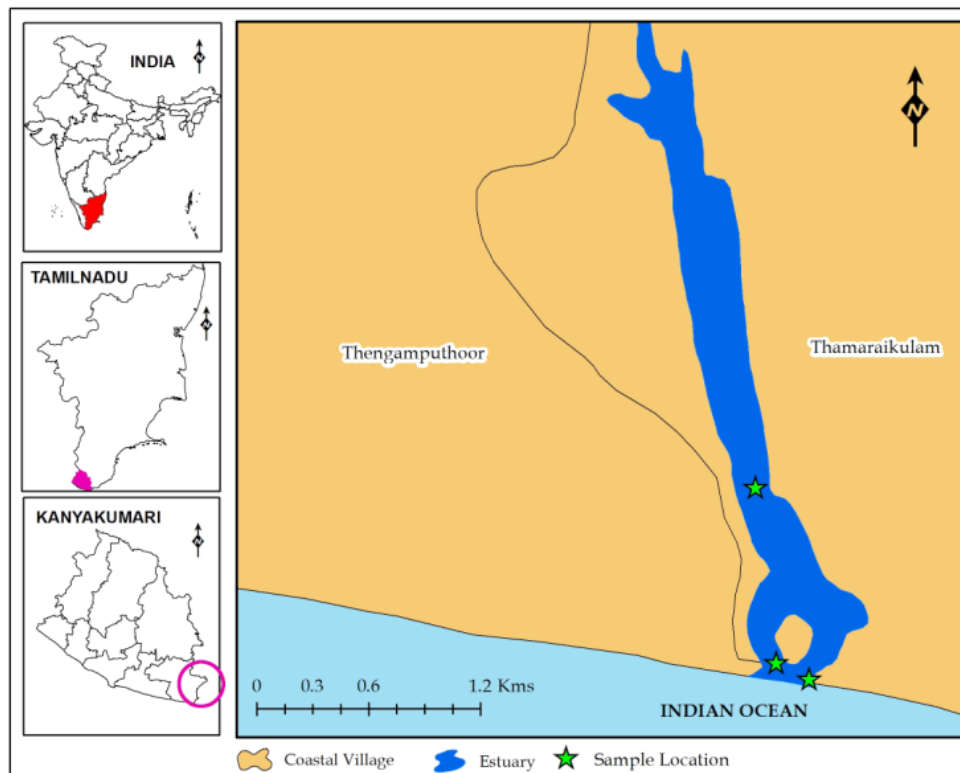 INDIA
N
TAMILNADU
N
KANYAKUMARI
N
N
Thengamputhoor
Thamaraikulam
0 0.3 0.6 1.2 Kms
INDIAN OCEAN
Coastal Village Estuary Sample Location